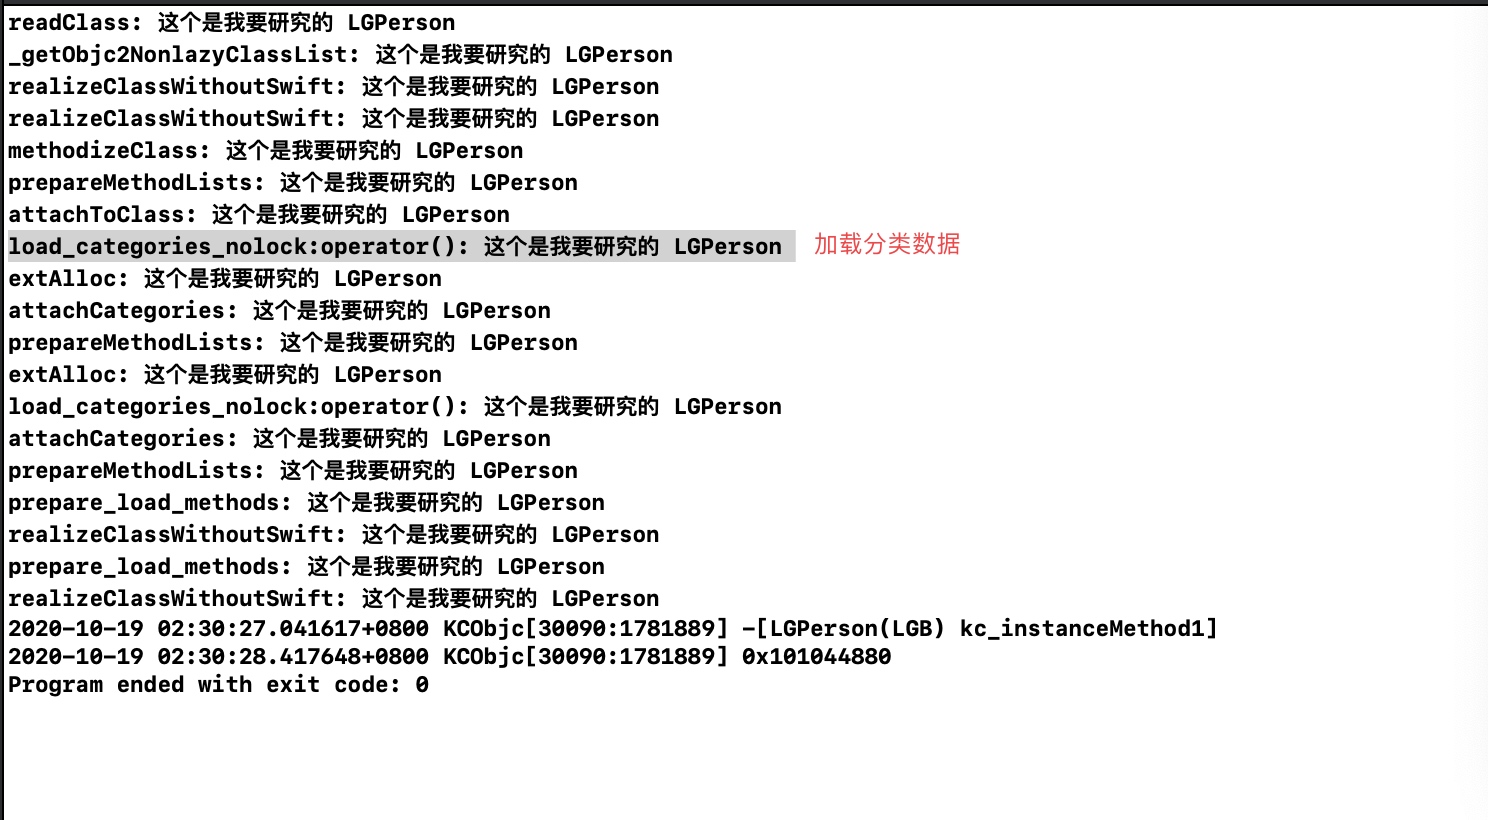 readClass: 这个是我要研究的 LGPerson
_getObjc2NonlazyClassList: 这个是我要研究的 LGPerson
realizeClassWithoutSwift: 这个是我要研究的 LGPerson
realizeClassWithoutSwift: 这个是我要研究的 LGPerson
methodizeClass: 这个是我要研究的 LGPerson
prepareMethodLists: 这个是我要研究的 LGPerson
attachToClass: 这个是我要研究的 LGPerson
load_categories_nolock:operator(): 这个是我要研究的 LGPerson 加载分类数据
extAlloc: 这个是我要研究的 LGPerson
attachCategories: 这个是我要研究的 LGPerson
prepareMethodLists: 这个是我要研究的 LGPerson
extAlloc: 这个是我要研究的 LGPerson
load_categories_nolock:operator(): 这个是我要研究的 LGPerson
attachCategories: 这个是我要研究的 LGPerson
prepareMethodLists: 这个是我要研究的 LGPerson
prepare_load_methods: 这个是我要研究的 LGPerson
realizeClassWithoutSwift: 这个是我要研究的 LGPerson
prepare_load_methods: 这个是我要研究的 LGPerson
realizeClassWithoutSwift: 这个是我要研究的 LGPerson
2020-10-19 02:30:27.041617+0800 KCObjc[30090:1781889] -[LGPerson(LGB) kc_instanceMethod1]
2020-10-19 02:30:28.417648+0800 KCObjc[30090:1781889] 0x101044880
Program ended with exit code: 0